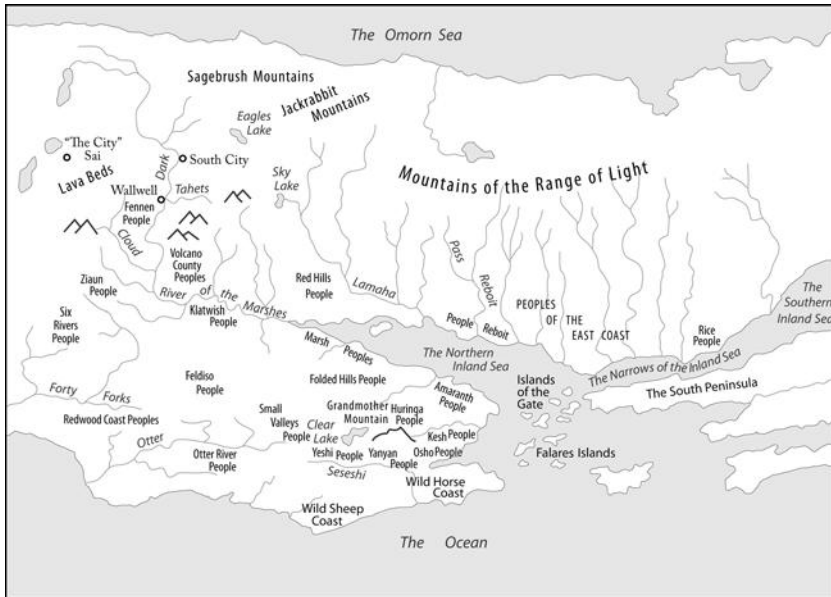 The Omorn Sea
Sagebrush Mountains
Jackrabbit
Mountains
Eagles
Lake
"The City"
Sai
Lava Beds
Dark
South City
Wallwell
Tahets
Fennen
People
Sky
Lake
Mountains of the Range of Light
Cloud
Volcano
County
Peoples
Ziaun
People
River of the Marshes
Klatwish
People
Red Hills
People
Lamaha
Pass
Reboit
People
Reboit
PEOPLES
OF THE
EAST COAST
Rice
People
The
Southern
Inland Sea
Six
Rivers
People
Marsh Peoples
The Northern
Inland Sea
The Narrows of the Inland Sea
Feldiso
People
Folded Hills People
Amaranth
People
Islands
of the
Gate
The South Peninsula
Forty Forks
Redwood Coast Peoples
Small
Valleys
People
Grandmother
Mountain
Huringa
People
Clear
Lake
Kesh People
Otter
Otter River
People
Yeshi People
Yanyan
People
Osho People
Falares Islands
Seseshi
Wild Horse
Coast
Wild Sheep
Coast
The Ocean